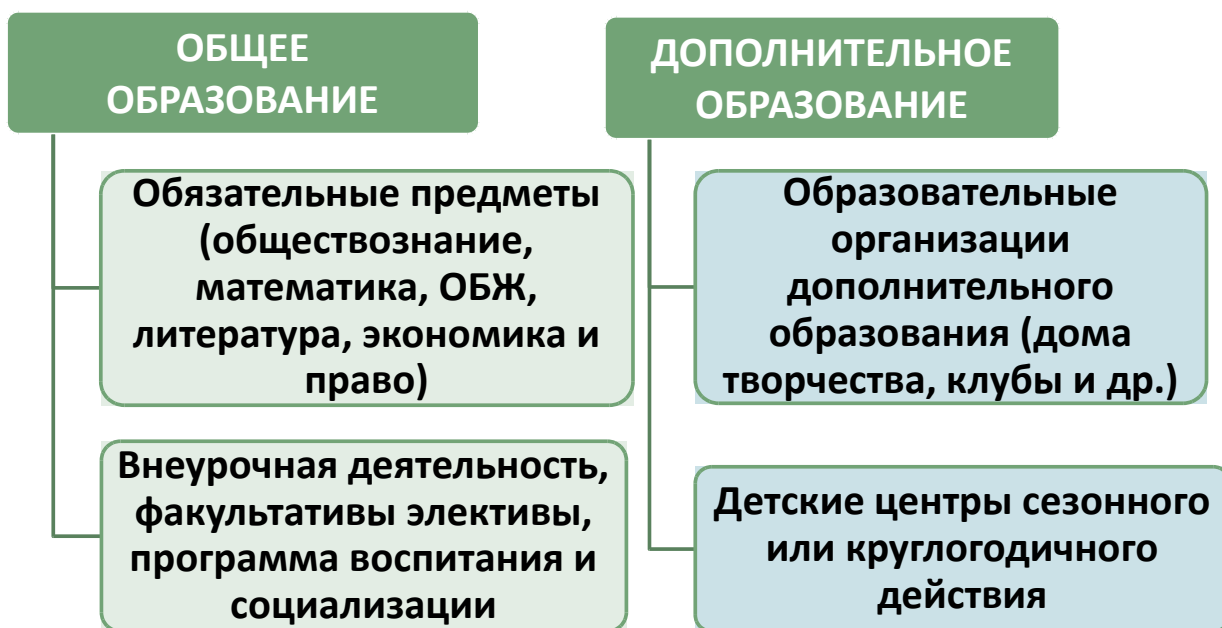 ОБЩЕЕ
ОБРАЗОВАНИЕ
Обязательные предметы
(обществознание,
математика, ОБЖ,
литература, экономика и
право)
Внеурочная деятельность,
факультативы элективы,
программа воспитания и
социализации
ДОПОЛНИТЕЛЬНОЕ
ОБРАЗОВАНИЕ
Образовательные
организации
дополнительного
образования (дома
творчества, клубы и др.)
Детские центры сезонного
или круглогодичного
действия